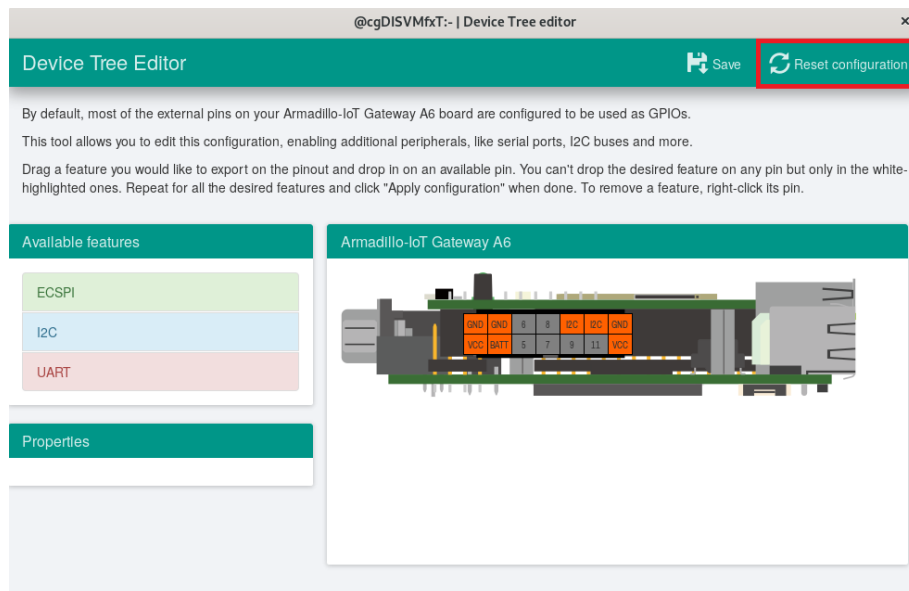 @cgDISVMfxT:- | Device Tree editor
Device Tree Editor
Save
Reset configuration
By default, most of the external pins on your Armadillo-IoT Gateway A6 board are configured to be used as GPIOs.
This tool allows you to edit this configuration, enabling additional peripherals, like serial ports, I2C buses and more.
Drag a feature you would like to export on the pinout and drop in on an available pin. You can't drop the desired feature on any pin but only in the white-
highlighted ones. Repeat for all the desired features and click "Apply configuration" when done. To remove a feature, right-click its pin.
Available features
ECSPI
I2C
UART
Properties
Armadillo-IoT Gateway A6
GND GND 6 8 I2C I2C GND
VCC BATT 5 7 9 11 VCC